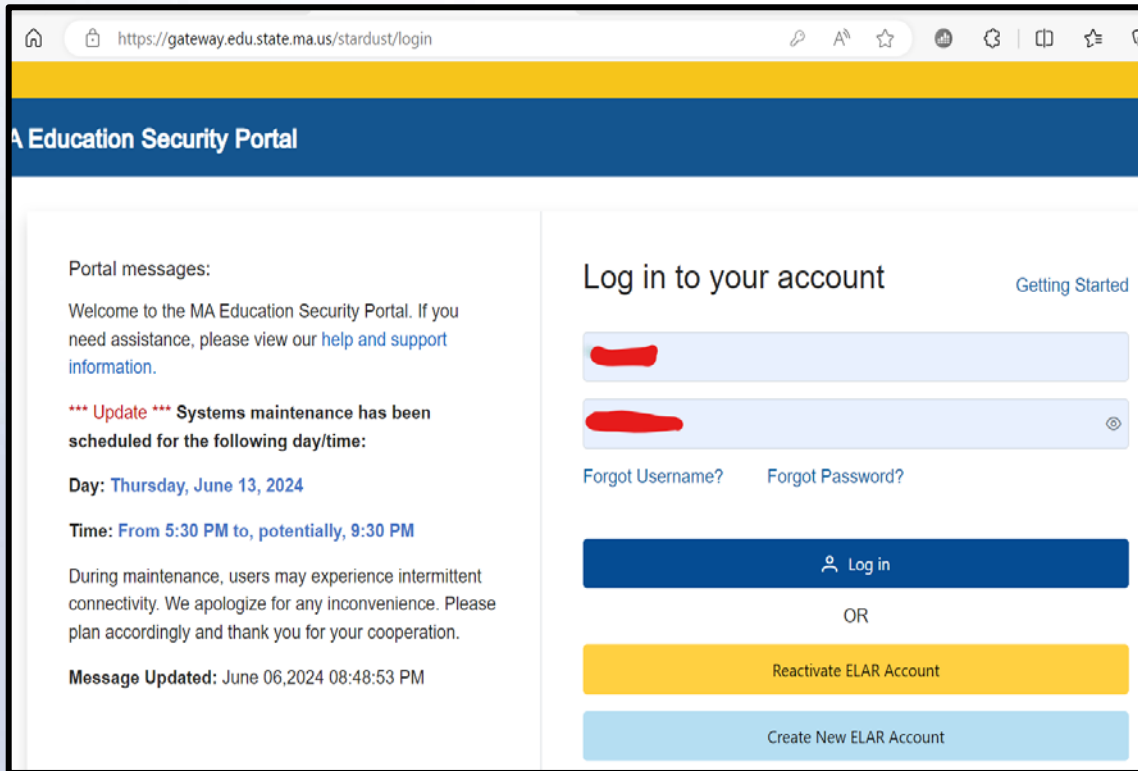 https://gateway.edu.state.ma.us/stardust/login
A Education Security Portal
Portal messages:
Welcome to the MA Education Security Portal. If you
need assistance, please view our help and support
information.
*** Update *** Systems maintenance has been
scheduled for the following day/time:
Day: Thursday, June 13, 2024
Time: From 5:30 PM to, potentially, 9:30 PM
During maintenance, users may experience intermittent
connectivity. We apologize for any inconvenience. Please
plan accordingly and thank you for your cooperation.
Message Updated: June 06,2024 08:48:53 PM
Log in to your account
Getting Started
Forgot Username?
Forgot Password?
Log in
OR
Reactivate ELAR Account
Create New ELAR Account